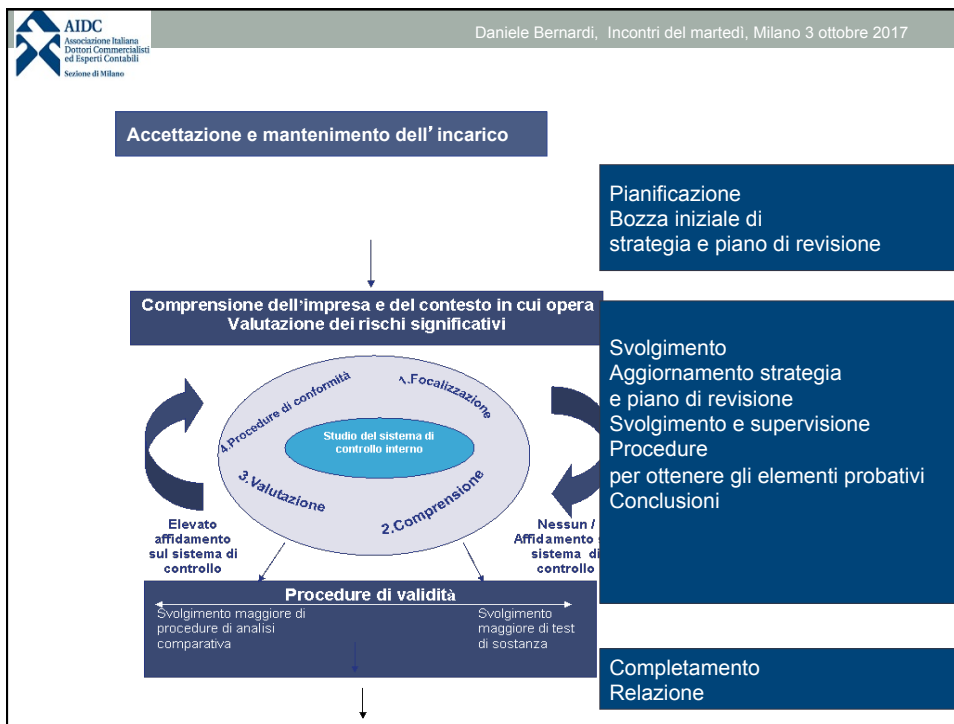 AIDC
Associazione Italiana
Dottori Commercialisti
ed Esperti Contabili
Sezione di Milano
Daniele Bernardi, Incontri del martedì, Milano 3 ottobre 2017
Accettazione e mantenimento dell' incarico
Pianificazione
Bozza iniziale di
strategia e piano di revisione
Comprensione dell'impresa e del contesto in cui opera
Valutazione dei rischi significativi
1.Focalizzazione
2.Comprensione
3.Valutazione
4.Procedure di conformità
Studio del sistema di
controllo interno
Elevato
affidamento
sul sistema di
controllo
Nessun /
Affidamento s
sistema di
controllo
Svolgimento
Aggiornamento strategia
e piano di revisione
Svolgimento e supervisione
Procedure
per ottenere gli elementi probativi
Conclusioni
Procedure di validità
Svolgimento maggiore di
procedure di analisi
comparativa
Svolgimento
maggiore di test
di sostanza
Completamento
Relazione